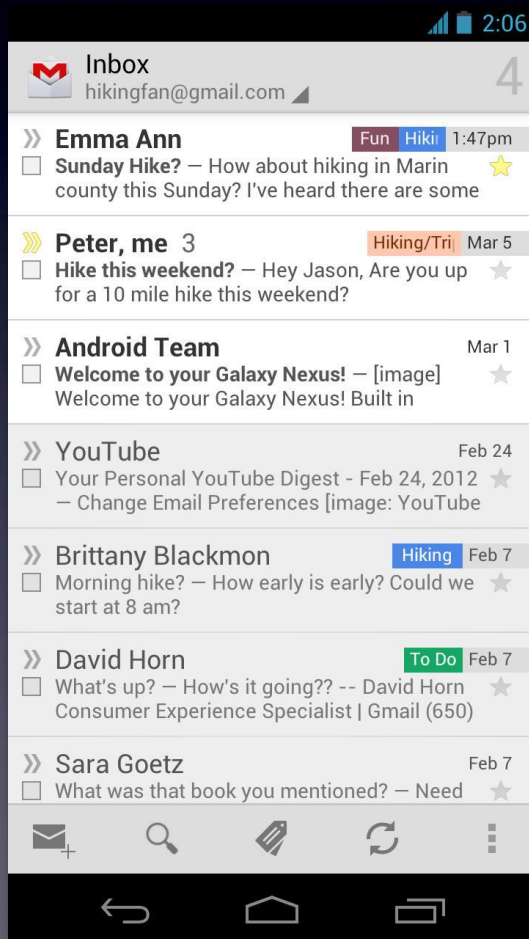 2:06
Inbox
hikingfan@gmail.com
4
Emma Ann Fun Hikin 1:47pm
Sunday Hike? — How about hiking in Marin
county this Sunday? I've heard there are some
Peter, me 3 Hiking/Tri Mar 5
Hike this weekend? — Hey Jason, Are you up
for a 10 mile hike this weekend?
Android Team Mar 1
Welcome to your Galaxy Nexus! — [image]
Welcome to your Galaxy Nexus! Built in
YouTube Feb 24
Your Personal YouTube Digest - Feb 24, 2012
— Change Email Preferences [image: YouTube
Brittany Blackmon Hiking Feb 7
Morning hike? — How early is early? Could we
start at 8 am?
David Horn To Do Feb 7
What's up? — How's it going?? -- David Horn
Consumer Experience Specialist | Gmail (650)
Sara Goetz Feb 7
What was that book you mentioned? — Need